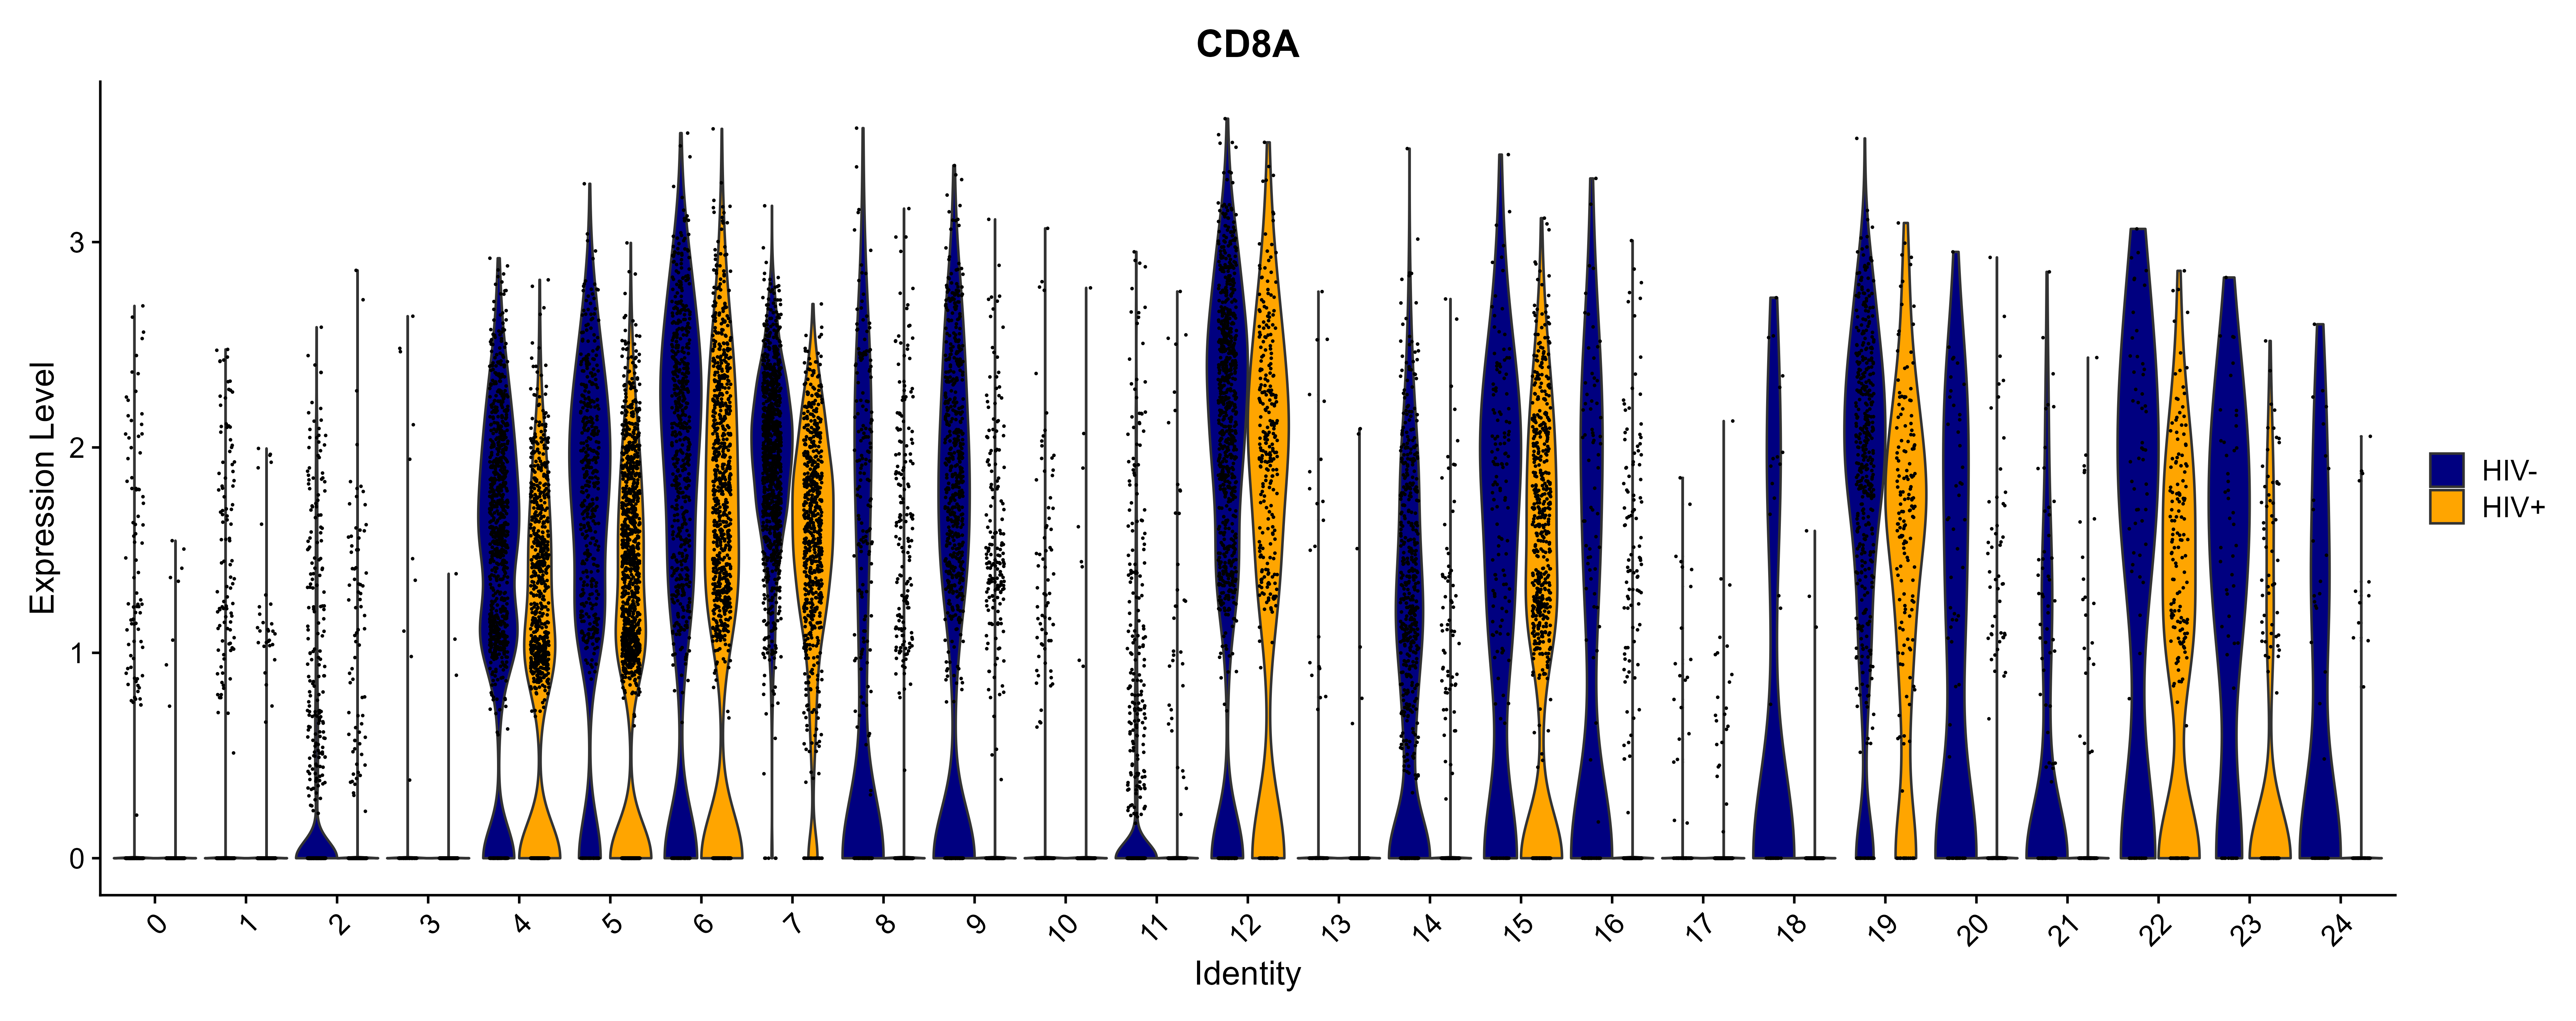 CD8A
Expression Level
3
2
1
0
0 1 2 3 4 5 6 7 8 9 10 11 12 13 14 15 16 17 18 19 20 21 22 23 24
Identity
HIV-
HIV+